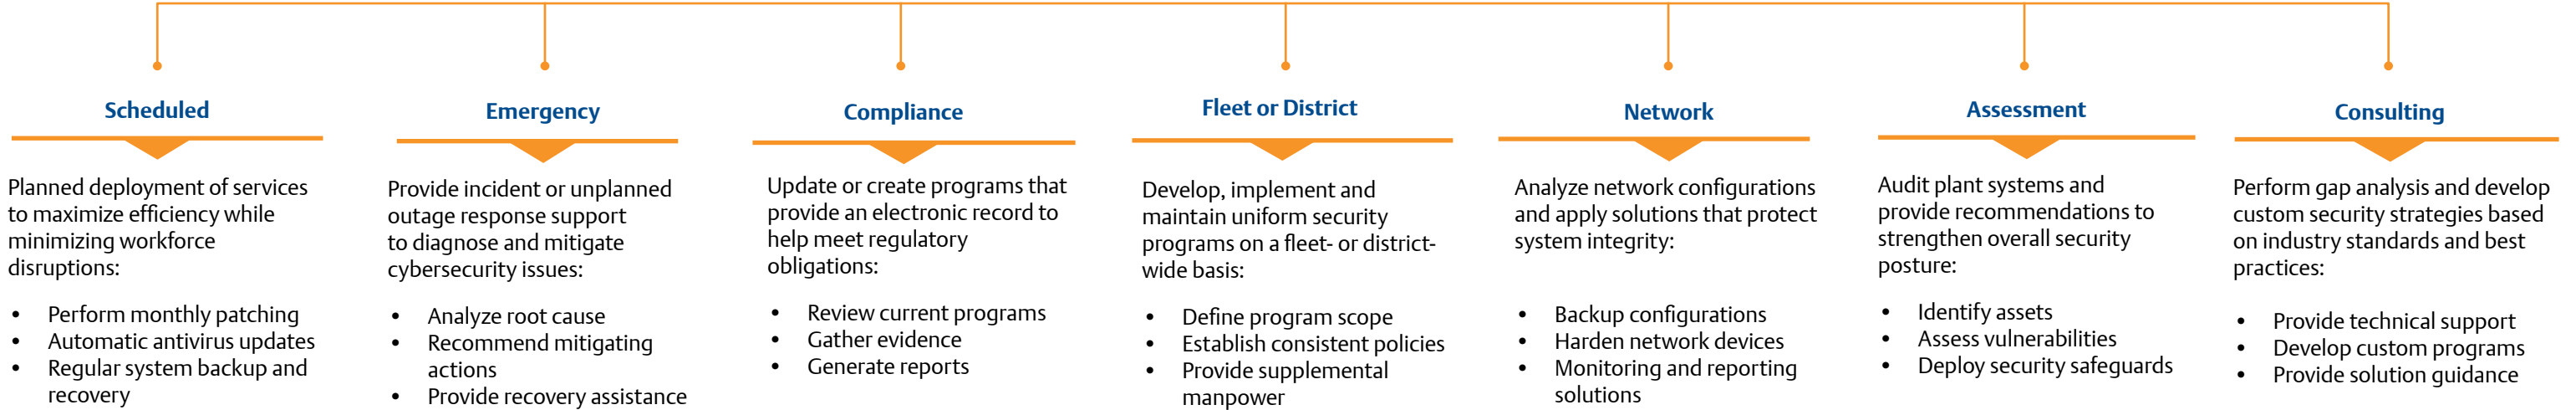 Scheduled
Planned deployment of services
to maximize efficiency while
minimizing workforce
disruptions:
• Perform monthly patching
• Automatic antivirus updates
• Regular system backup and
recovery
Emergency
Provide incident or unplanned
outage response support
to diagnose and mitigate
cybersecurity issues:
• Analyze root cause
• Recommend mitigating
actions
• Provide recovery assistance
Compliance
Update or create programs that
provide an electronic record to
help meet regulatory
obligations:
• Review current programs
• Gather evidence
• Generate reports
Fleet or District
Develop, implement and
maintain uniform security
programs on a fleet- or district-
wide basis:
• Define program scope
• Establish consistent policies
• Provide supplemental
manpower
Network
Analyze network configurations
and apply solutions that protect
system integrity:
• Backup configurations
• Harden network devices
• Monitoring and reporting
solutions
Assessment
Audit plant systems and
provide recommendations to
strengthen overall security
posture:
• Identify assets
• Assess vulnerabilities
• Deploy security safeguards
Consulting
Perform gap analysis and develop
custom security strategies based
on industry standards and best
practices:
• Provide technical support
• Develop custom programs
• Provide solution guidance